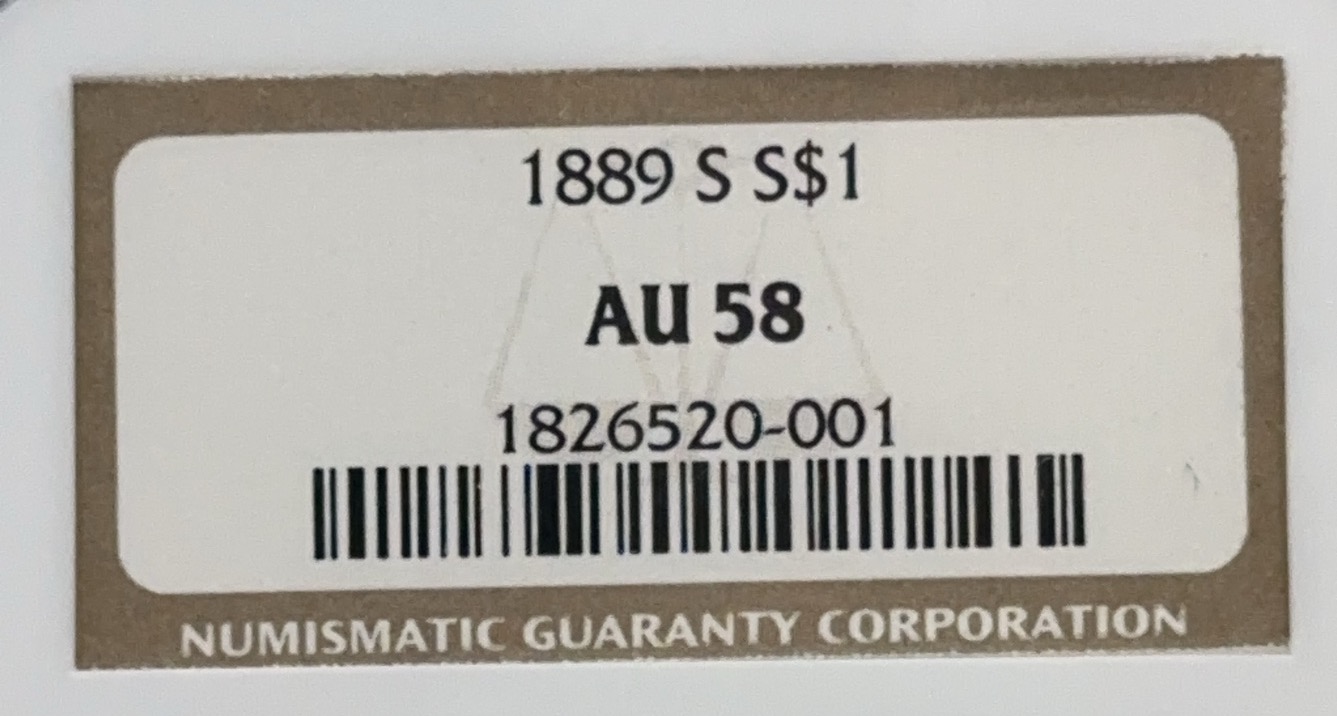 1889 S S$1
AU 58
1826520-001
NUMISMATIC GUARANTY CORPORATION